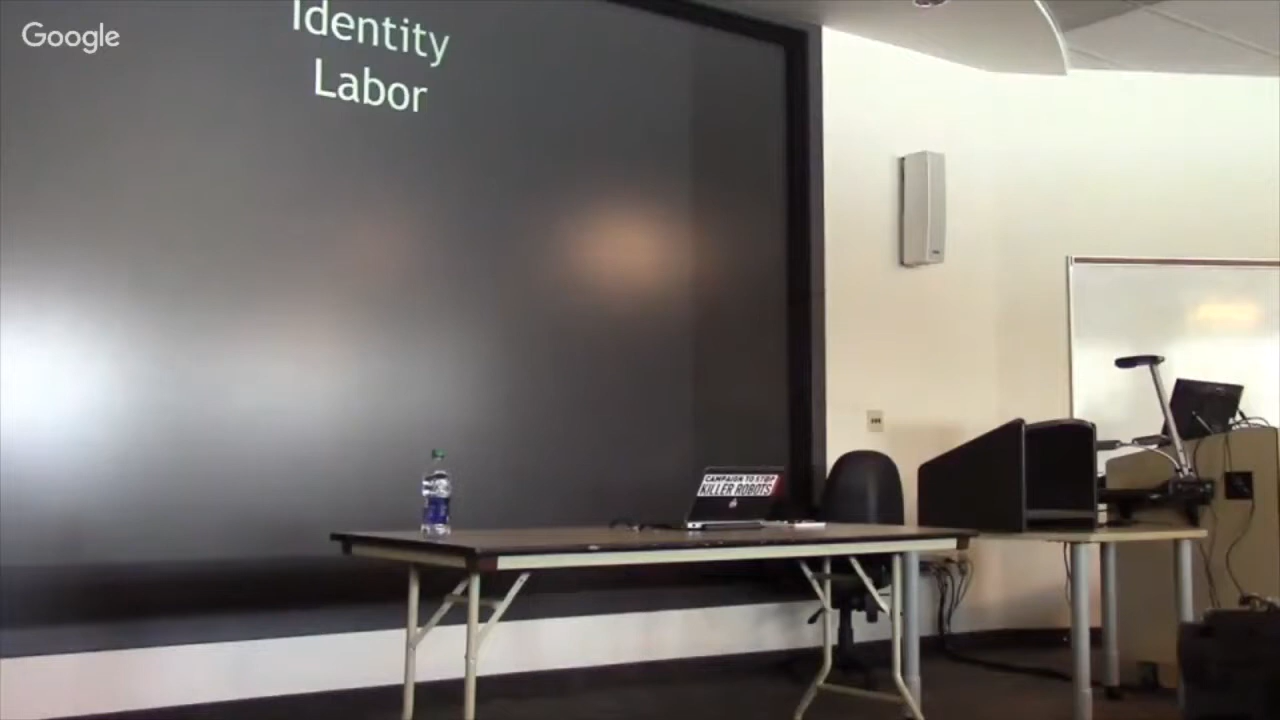 Google
Identity
Labor
CAMPAIGN TO STOP
KILLER ROBOTS